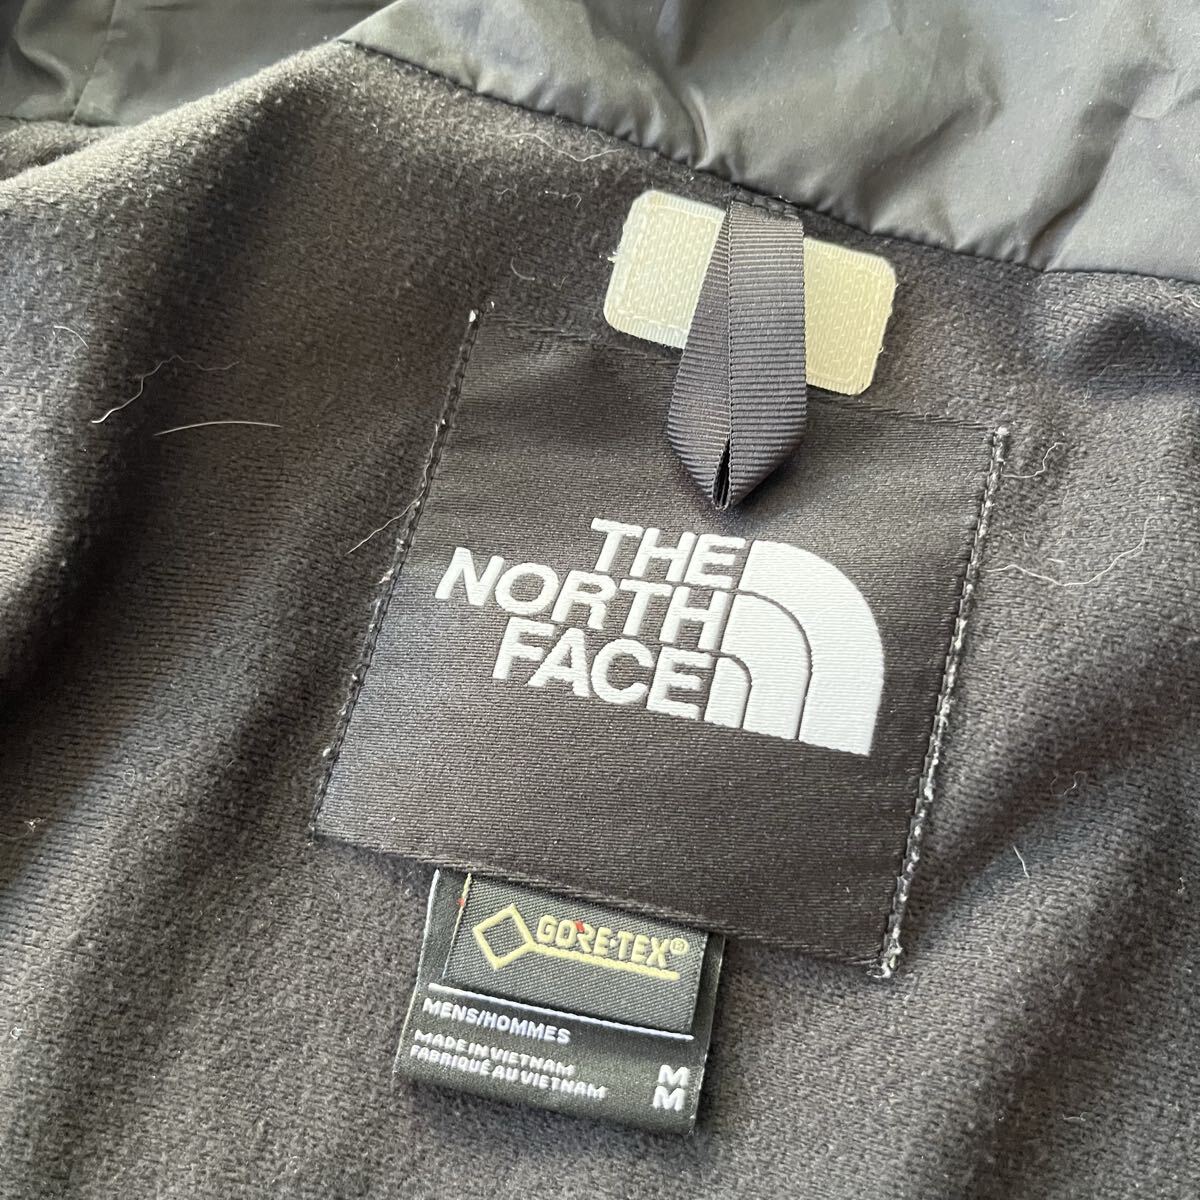 THE
NORTH
FACE
GORE-TEX®
MENS/HOMMES
MADE IN VIETNAM M
FABRIQUÉ AU VIETNAM M